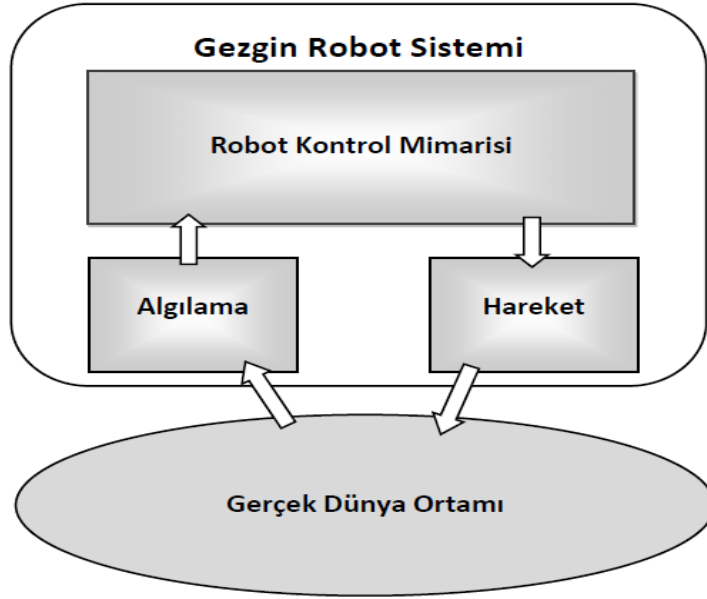 Gezgin Robot Sistemi
Robot Kontrol Mimarisi
Algılama
Hareket
Gerçek Dünya Ortamı